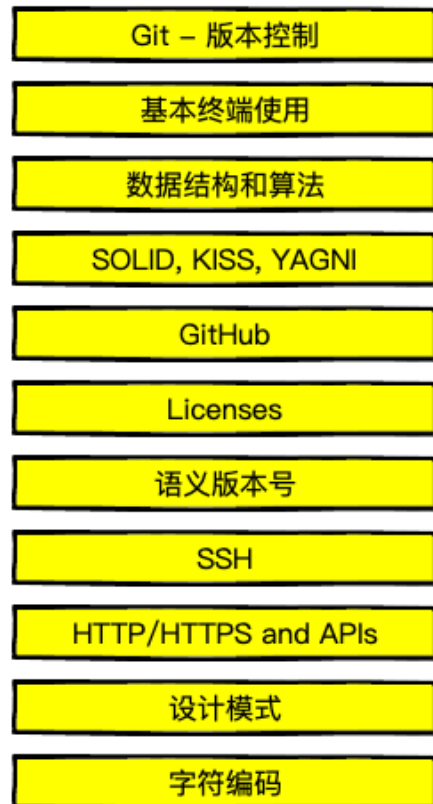 Git – 版本控制
基本终端使用
数据结构和算法
SOLID, KISS, YAGNI
GitHub
Licenses
语义版本号
SSH
HTTP/HTTPS and APIs
设计模式
字符编码